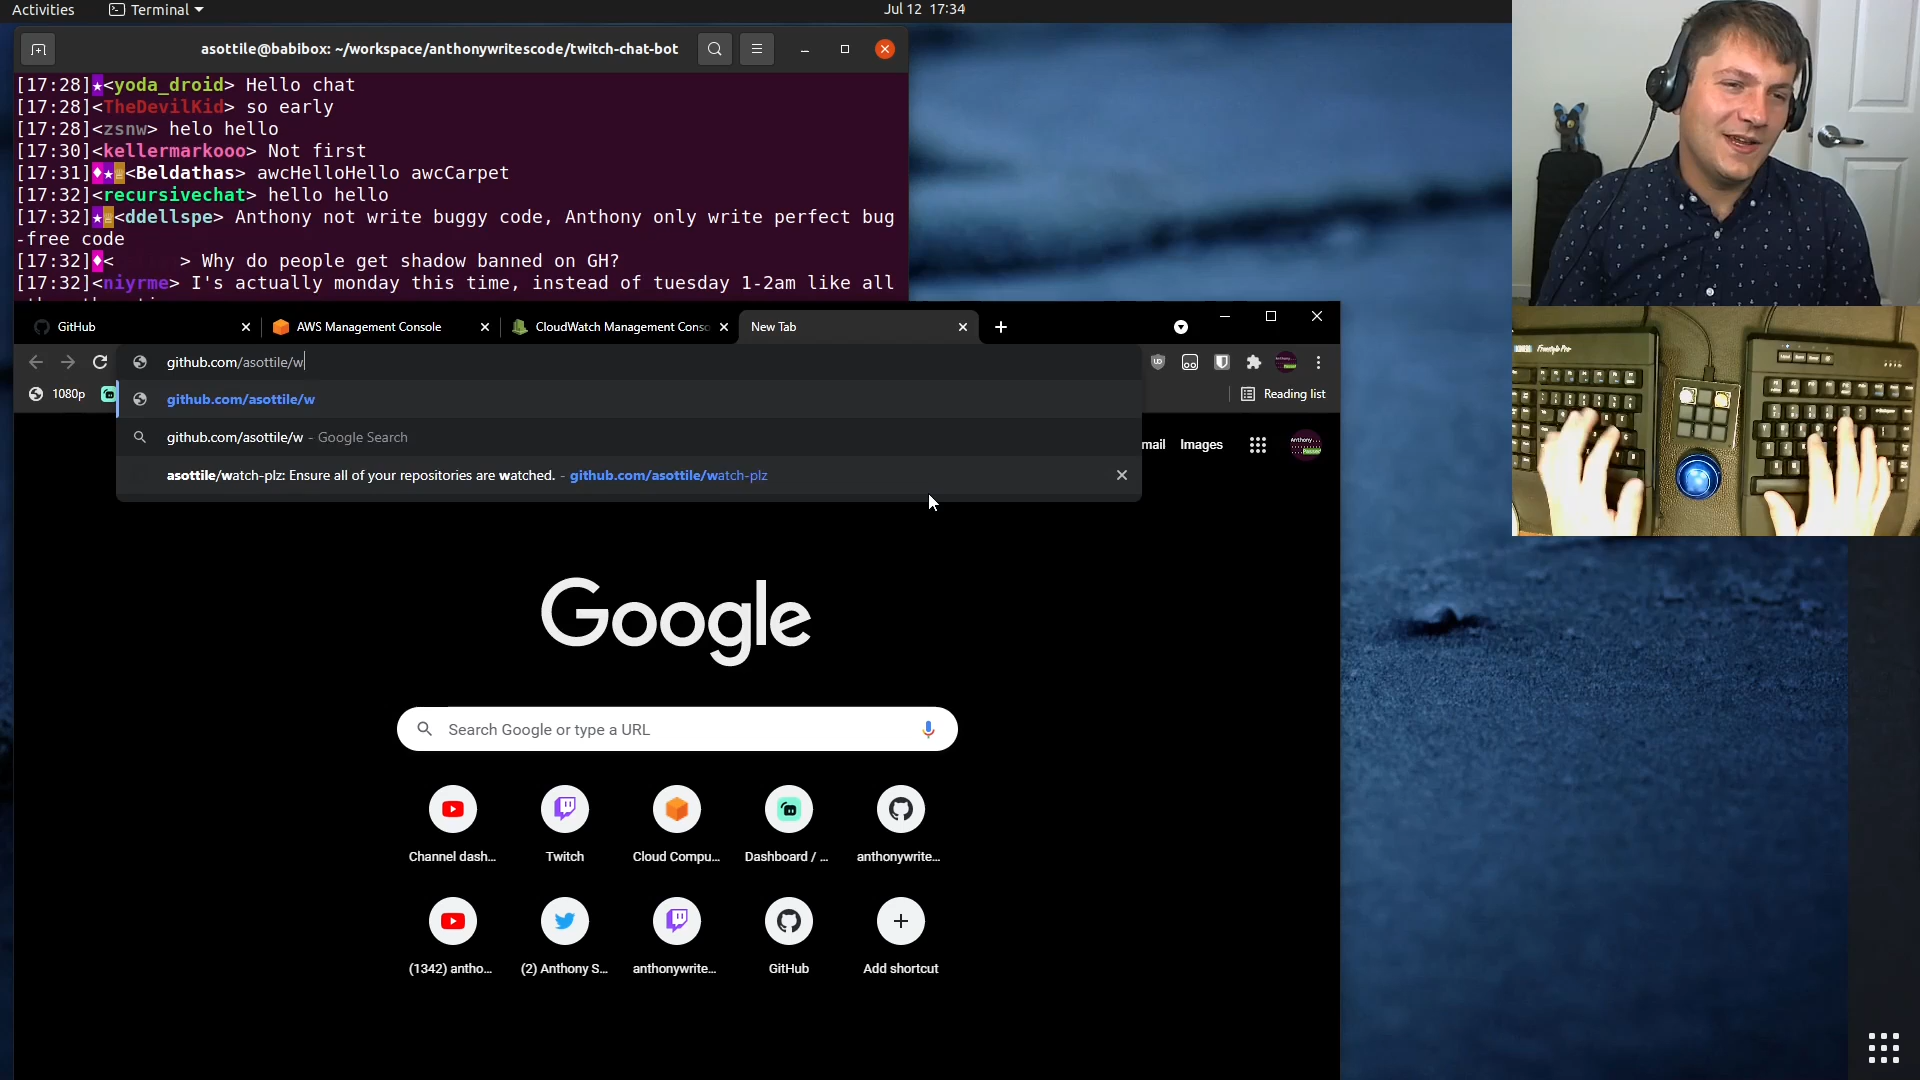 Activities
Terminal
Jul 12 17:34
asottile@babibox: ~/workspace/anthonywritescode/twitch-chat-bot
[17:28]★<yoda_droid> Hello chat
[17:28]<TheDevilKid> so early
[17:28]<zsnw> helo hello
[17:30]<kellermarkooo> Not first
[17:31]♦★♕<Beldathas> awcHelloHello awcCarpet
[17:32]<recursivechat> hello hello
[17:32]★♕<ddellspe> Anthony not write buggy code, Anthony only write perfect bug
-free code
[17:32]♦< > Why do people get shadow banned on GH?
[17:32]<niyrme> I's actually monday this time, instead of tuesday 1-2am like all
GitHub
AWS Management Console
CloudWatch Management Conso
New Tab
github.com/asottile/w
1080p
Reading list
github.com/asottile/w
github.com/asottile/w - Google Search
asottile/watch-plz: Ensure all of your repositories are watched. - github.com/asottile/watch-plz
mail
Images
Google
Search Google or type a URL
Channel dash...
Twitch
Cloud Compu...
Dashboard / ...
anthonywrite...
(1342) antho...
(2) Anthony S...
anthonywrite...
GitHub
Add shortcut